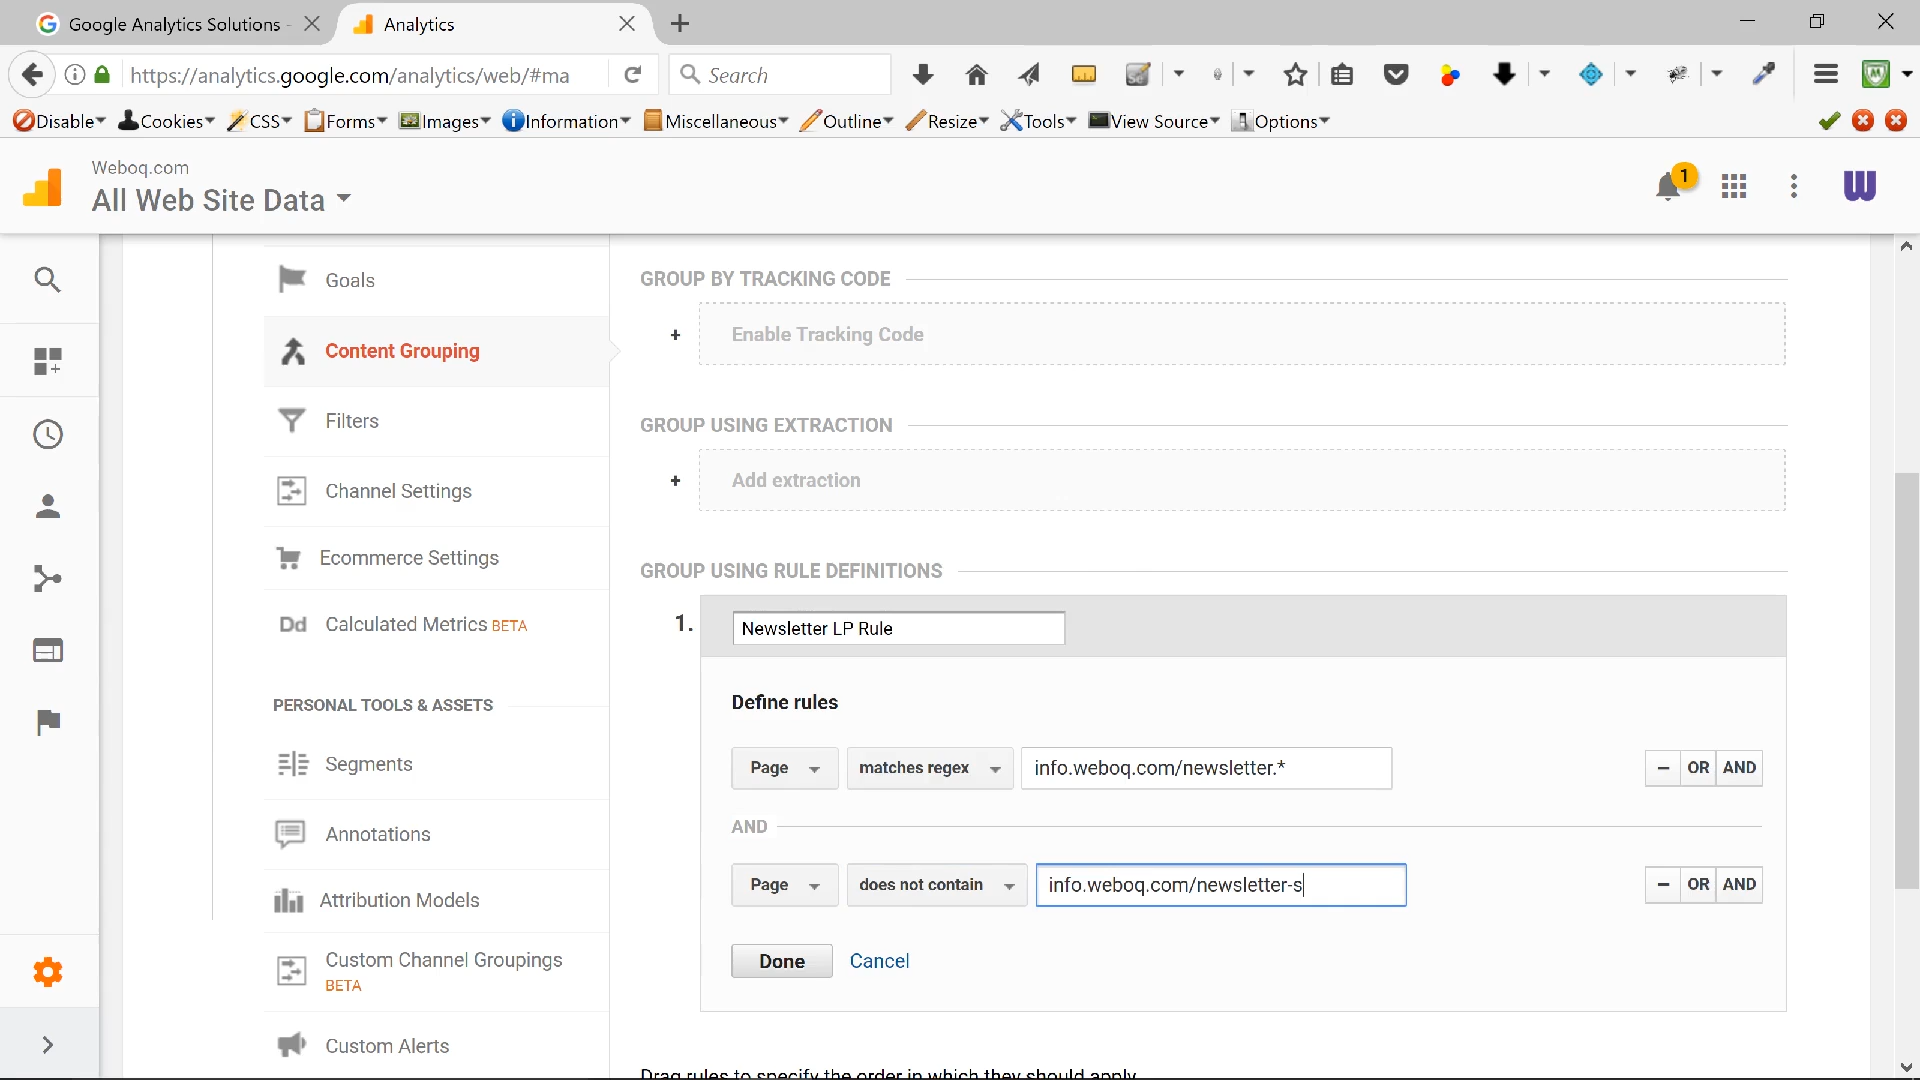 Google Analytics Solutions -
Analytics
https://analytics.google.com/analytics/web/#ma
Search
Disable Cookies CSS Forms Images Information Miscellaneous Outline Resize Tools View Source Options
Weboq.com
All Web Site Data
1
Goals
Content Grouping
Filters
Channel Settings
Ecommerce Settings
Dd Calculated Metrics BETA
PERSONAL TOOLS & ASSETS
Segments
Annotations
Attribution Models
Custom Channel Groupings
BETA
Custom Alerts
GROUP BY TRACKING CODE
+ Enable Tracking Code
GROUP USING EXTRACTION
+ Add extraction
GROUP USING RULE DEFINITIONS
1. Newsletter LP Rule
Define rules
Page matches regex info.weboq.com/newsletter.* – OR AND
AND
Page does not contain info.weboq.com/newsletter-s – OR AND
Done Cancel
Drag rules to specify the order in which they should apply.